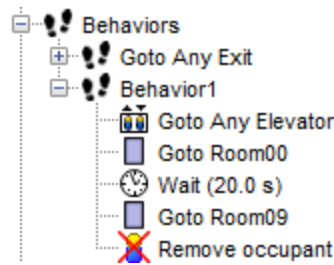 Behaviors
Goto Any Exit
Behavior1
Goto Any Elevator
Goto Room00
Wait (20.0 s)
Goto Room09
Remove occupant